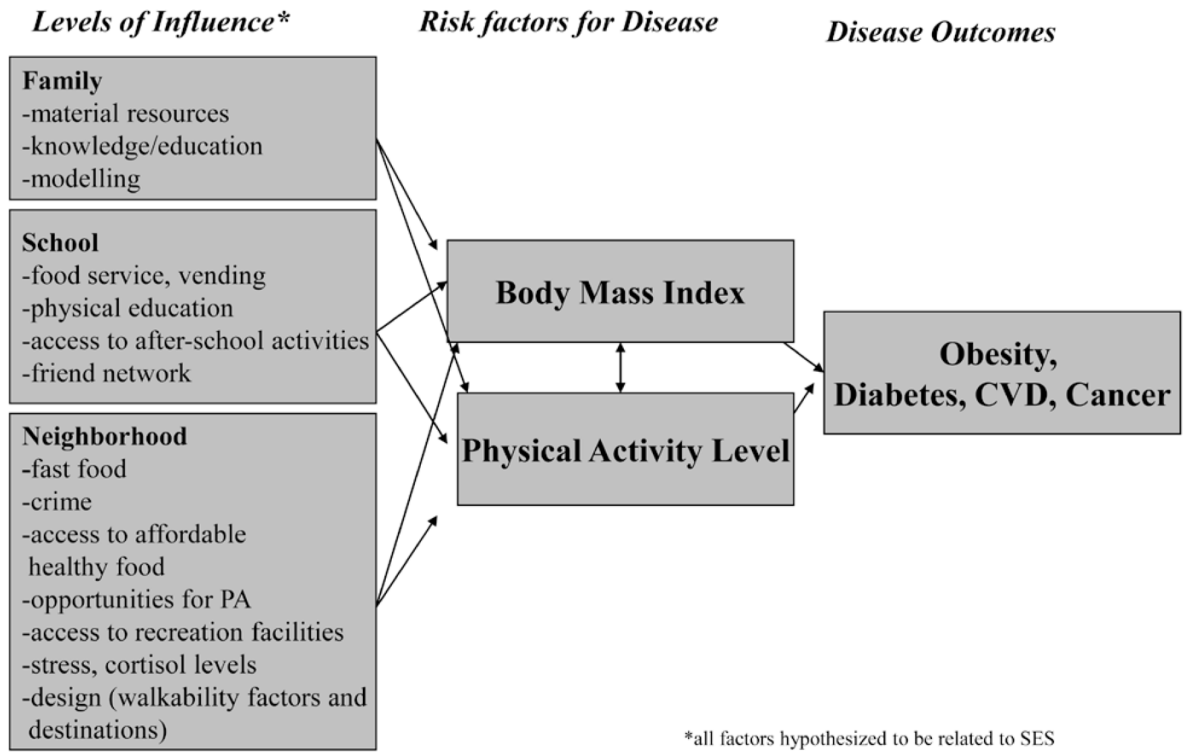 Levels of Influence*
Risk factors for Disease
Disease Outcomes
Family
-material resources
-knowledge/education
-modelling
School
-food service, vending
-physical education
-access to after-school activities
-friend network
Neighborhood
-fast food
-crime
-access to affordable
healthy food
-opportunities for PA
-access to recreation facilities
-stress, cortisol levels
-design (walkability factors and
destinations)
Body Mass Index
Physical Activity Level
Obesity,
Diabetes, CVD, Cancer
*all factors hypothesized to be related to SES